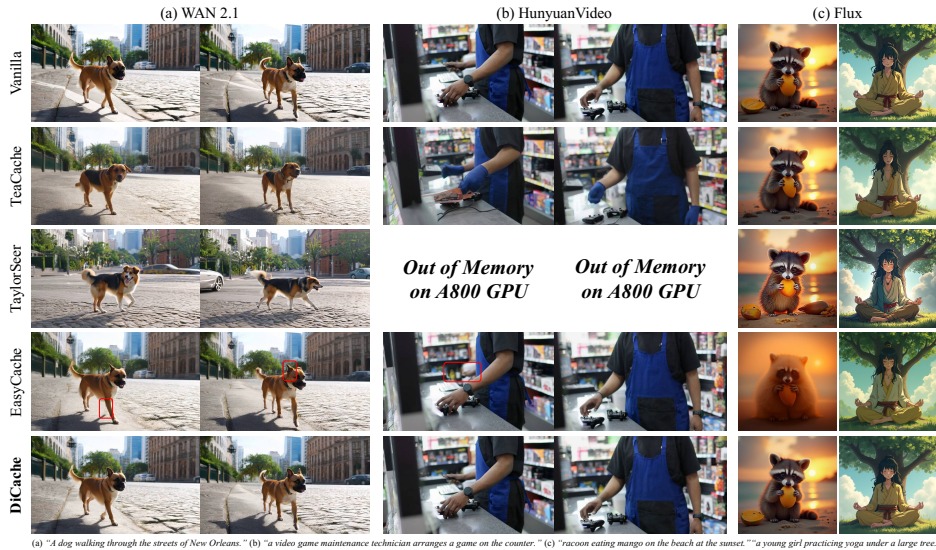 (a) WAN 2.1
(b) HunyuanVideo
(c) Flux
Vanilla
TeaCache
TaylorSeer
Out of Memory
on A800 GPU
Out of Memory
on A800 GPU
EasyCache
DiCache
(a) "A dog walking through the streets of New Orleans." (b) "a video game maintenance technician arranges a game on the counter." (c) "racoon eating mango on the beach at the sunset." "a young girl practicing yoga under a large tree."